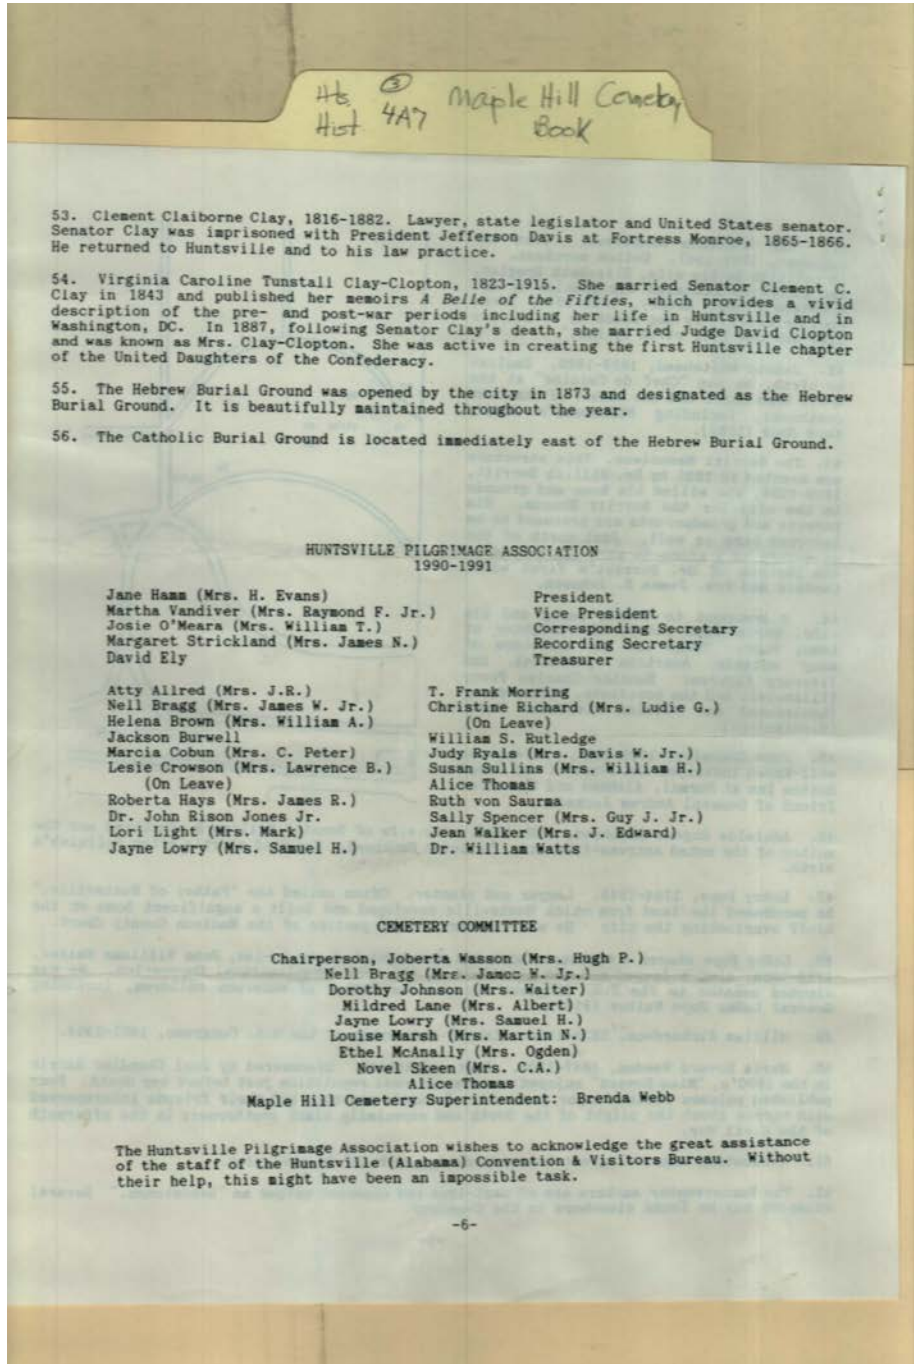 Hts ③ Maple Hill Cemetery
Hist 4A7 Book
53. Clement Claiborne Clay, 1816-1882. Lawyer, state legislator and United States senator.
Senator Clay was imprisoned with President Jefferson Davis at Fortress Monroe, 1865-1866.
He returned to Huntsville and to his law practice.
54. Virginia Caroline Tunstall Clay-Clopton, 1823-1915. She married Senator Clement C.
Clay in 1843 and published her memoirs A Belle of the Fifties, which provides a vivid
description of the pre- and post-war periods including her life in Huntsville and in
Washington, DC. In 1887, following Senator Clay's death, she married Judge David Clopton
and was known as Mrs. Clay-Clopton. She was active in creating the first Huntsville chapter
of the United Daughters of the Confederacy.
55. The Hebrew Burial Ground was opened by the city in 1873 and designated as the Hebrew
Burial Ground. It is beautifully maintained throughout the year.
56. The Catholic Burial Ground is located immediately east of the Hebrew Burial Ground.
HUNTSVILLE PILGRIMAGE ASSOCIATION
1990-1991
Jane Hamm (Mrs. H. Evans) President
Martha Vandiver (Mrs. Raymond F. Jr.) Vice President
Josie O'Meara (Mrs. William T.) Corresponding Secretary
Margaret Strickland (Mrs. James N.) Recording Secretary
David Ely Treasurer
Atty Allred (Mrs. J.R.) T. Frank Morring
Nell Bragg (Mrs. James W. Jr.) Christine Richard (Mrs. Ludie G.)
Helena Brown (Mrs. William A.) (On Leave)
Jackson Burwell William S. Rutledge
Marcia Cobun (Mrs. C. Peter) Judy Ryals (Mrs. Davis W. Jr.)
Lesie Crowson (Mrs. Lawrence B.) Susan Sullins (Mrs. William H.)
(On Leave) Alice Thomas
Roberta Hays (Mrs. James R.) Ruth von Saurma
Dr. John Rison Jones Jr. Sally Spencer (Mrs. Guy J. Jr.)
Lori Light (Mrs. Mark) Jean Walker (Mrs. J. Edward)
Jayne Lowry (Mrs. Samuel H.) Dr. William Watts
CEMETERY COMMITTEE
Chairperson, Joberta Wasson (Mrs. Hugh P.)
Nell Bragg (Mrs. James W. Jr.)
Dorothy Johnson (Mrs. Walter)
Mildred Lane (Mrs. Albert)
Jayne Lowry (Mrs. Samuel H.)
Louise Marsh (Mrs. Martin N.)
Ethel McAnally (Mrs. Ogden)
Novel Skeen (Mrs. C.A.)
Alice Thomas
Maple Hill Cemetery Superintendent: Brenda Webb
The Huntsville Pilgrimage Association wishes to acknowledge the great assistance
of the staff of the Huntsville (Alabama) Convention & Visitors Bureau. Without
their help, this might have been an impossible task.
-6-